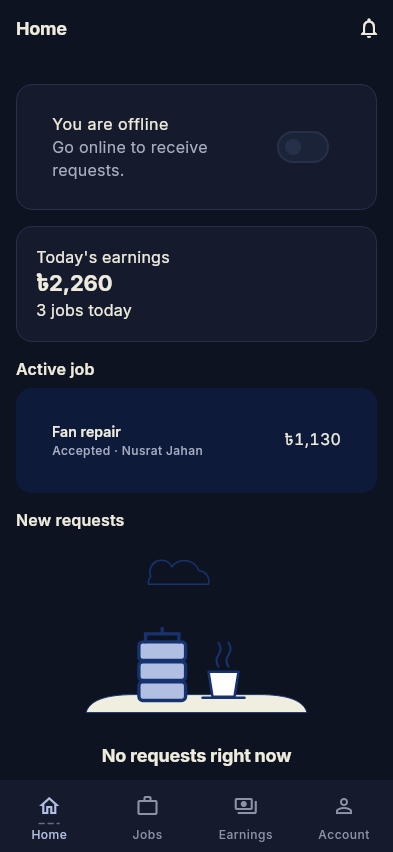 Home
You are offline
Go online to receive
requests.
Today's earnings
৳2,260
3 jobs today
Active job
Fan repair
Accepted · Nusrat Jahan
৳1,130
New requests
No requests right now
Home
Jobs
Earnings
Account